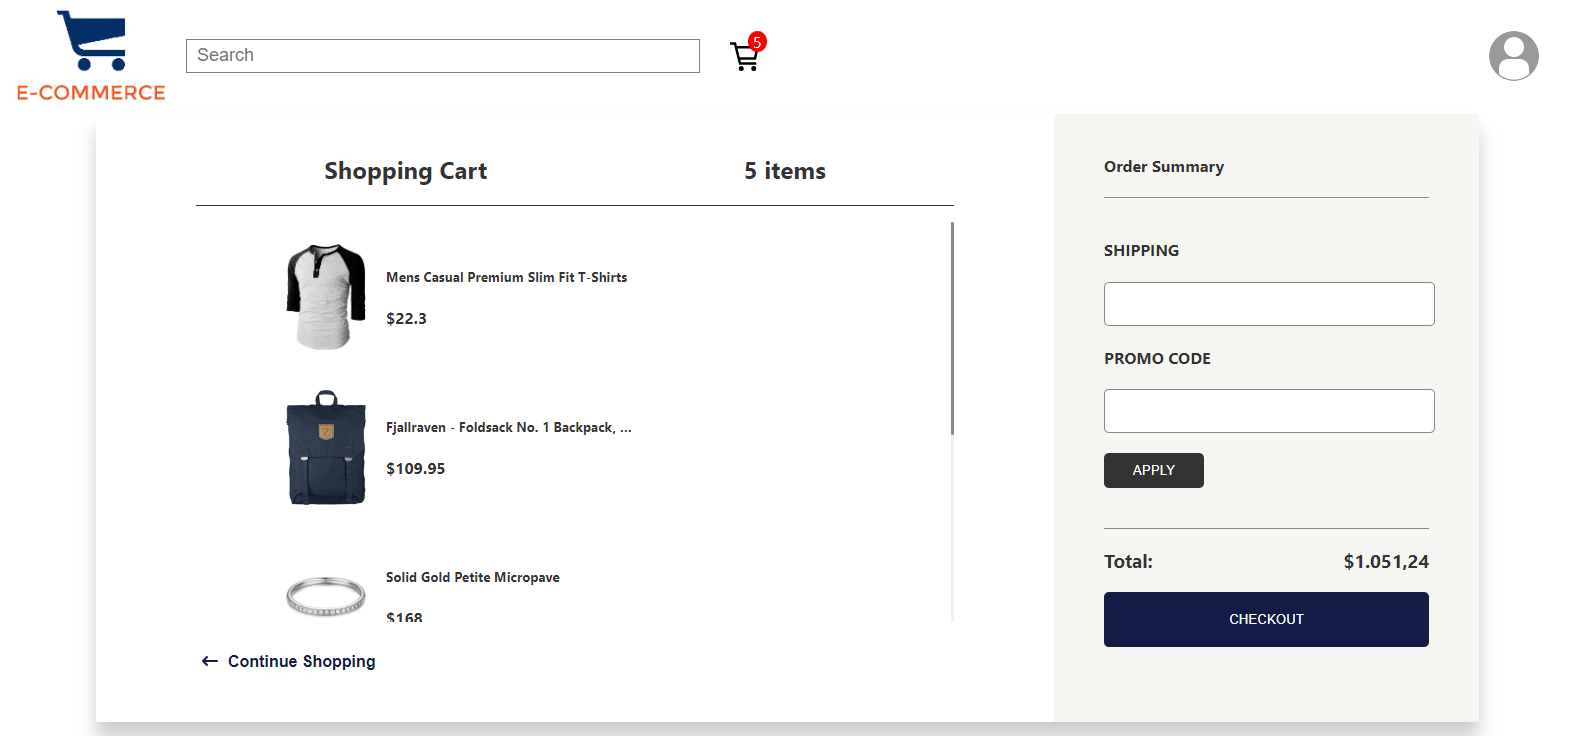 E-COMMERCE
Search
5
Shopping Cart
5 items
Mens Casual Premium Slim Fit T-Shirts
$22.3
Fjallraven - Foldsack No. 1 Backpack, ...
$109.95
Solid Gold Petite Micropave
$168
Continue Shopping
Order Summary
SHIPPING
PROMO CODE
APPLY
Total:
$1.051,24
CHECKOUT